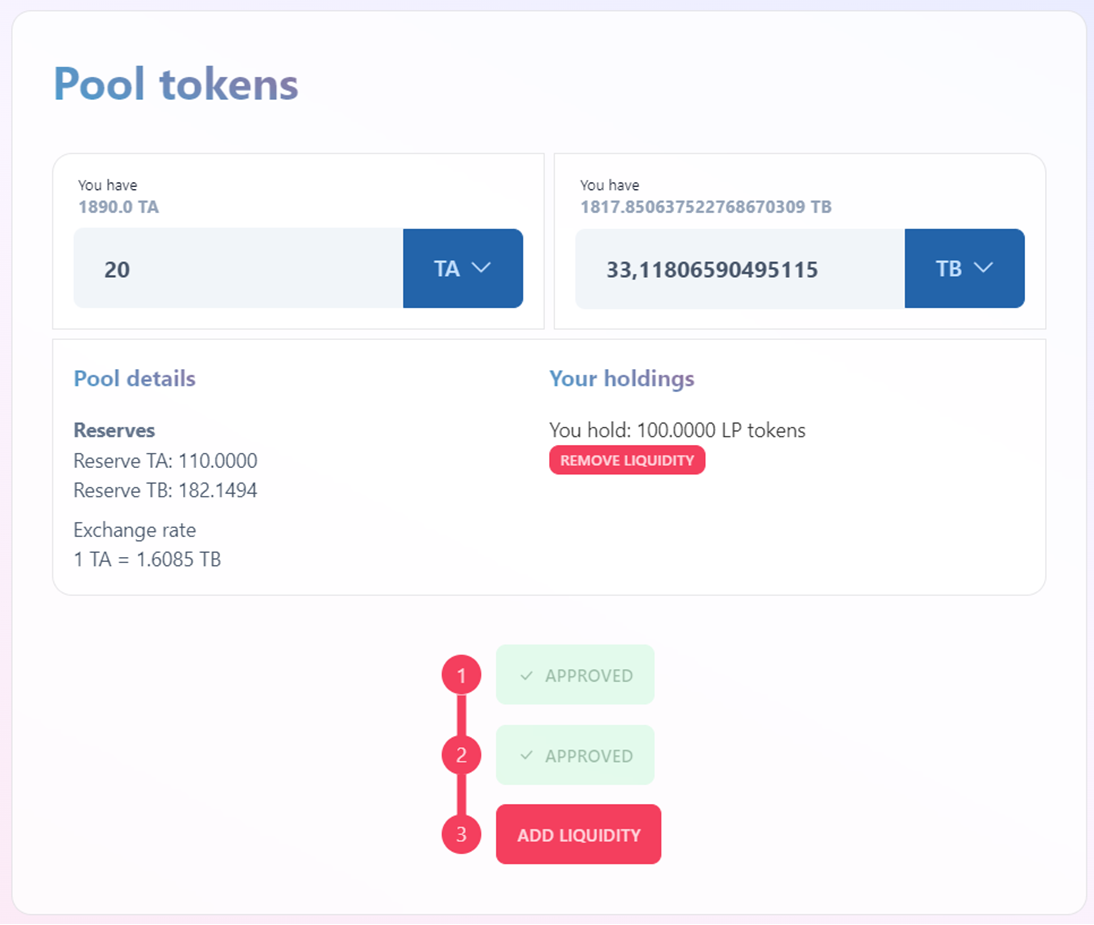 Pool tokens
You have
1890.0 TA
20
TA
You have
1817.850637522768670309 TB
33,11806590495115
TB
Pool details
Reserves
Reserve TA: 110.0000
Reserve TB: 182.1494
Exchange rate
1 TA = 1.6085 TB
Your holdings
You hold: 100.0000 LP tokens
REMOVE LIQUIDITY
1
APPROVED
2
APPROVED
3
ADD LIQUIDITY